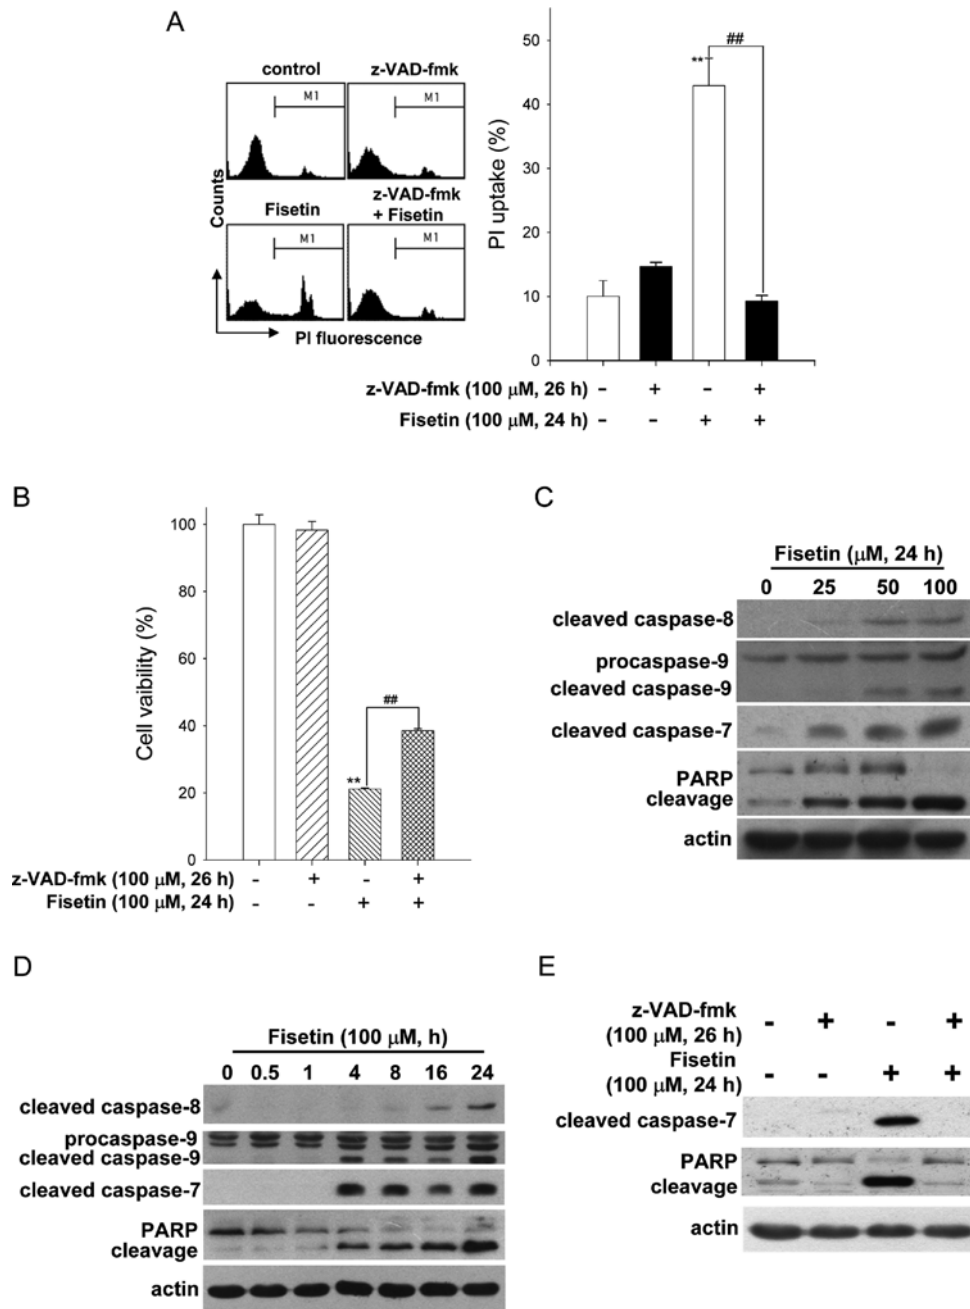 A
control
z-VAD-fmk
M1
M1
Fisetin
z-VAD-fmk
+ Fisetin
M1
M1
Counts
PI fluorescence
PI uptake (%)
50
40
30
20
10
0
**
##
z-VAD-fmk (100 μM, 26 h) - + - +
Fisetin (100 μM, 24 h) - - + +
B
Cell vaibility (%)
100
80
60
40
20
0
**
##
z-VAD-fmk (100 μM, 26 h) - + - +
Fisetin (100 μM, 24 h) - - + +
C
Fisetin (μM, 24 h)
0 25 50 100
cleaved caspase-8
procaspase-9
cleaved caspase-9
cleaved caspase-7
PARP
cleavage
actin
D
Fisetin (100 μM, h)
0 0.5 1 4 8 16 24
cleaved caspase-8
procaspase-9
cleaved caspase-9
cleaved caspase-7
PARP
cleavage
actin
E
z-VAD-fmk
(100 μM, 26 h) - + - +
Fisetin
(100 μM, 24 h) - - + +
cleaved caspase-7
PARP
cleavage
actin